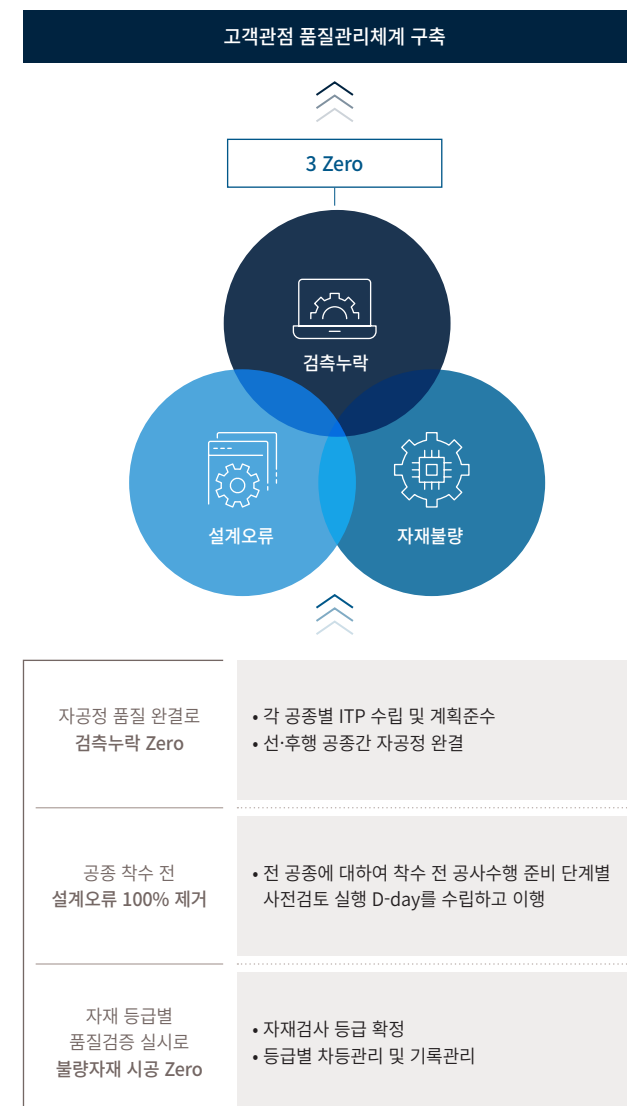 고객관점 품질관리체계 구축
3 Zero
검측누락
설계오류
자재불량
자공정 품질 완결로
검측누락 Zero
• 각 공종별 ITP 수립 및 계획준수
• 선·후행 공종간 자공정 완결
공종 착수 전
설계오류 100% 제거
• 전 공종에 대하여 착수 전 공사수행 준비 단계별
사전검토 실행 D-day를 수립하고 이행
자재 등급별
품질검증 실시로
불량자재 시공 Zero
• 자재검사 등급 확정
• 등급별 차등관리 및 기록관리